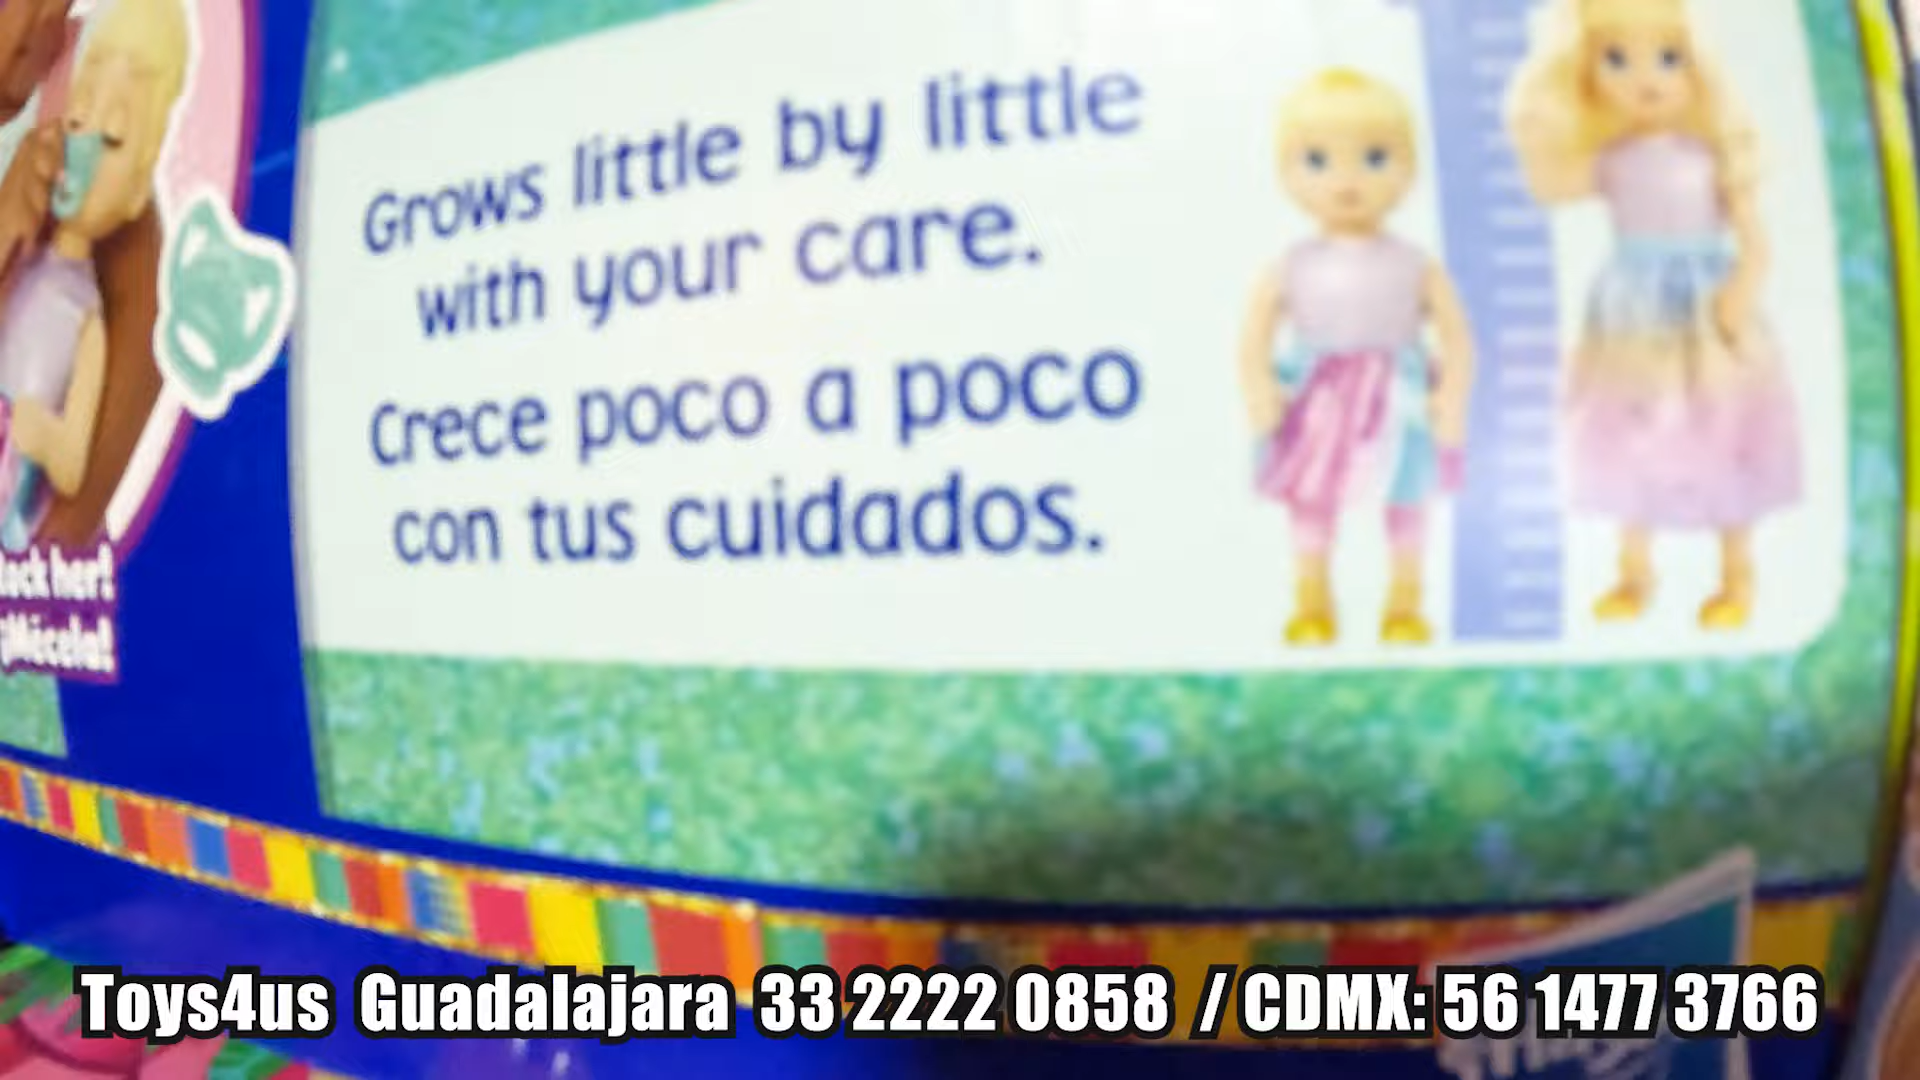 Grows little by little
with your care.
Crece poco a poco
con tus cuidados.
Rock her!
¡Mécela!
Toys4us Guadalajara 33 2222 0858 / CDMX: 56 1477 3766